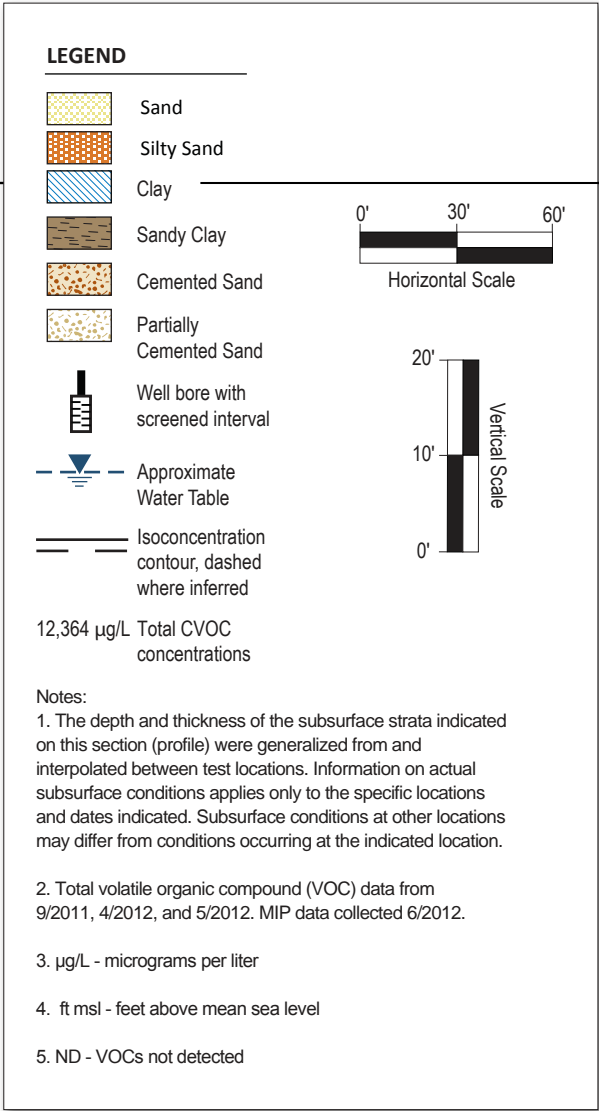 LEGEND
Sand
Silty Sand
Clay
Sandy Clay
Cemented Sand
Partially
Cemented Sand
Well bore with
screened interval
Approximate
Water Table
Isoconcentration
contour, dashed
where inferred
12,364 µg/L Total CVOC
concentrations
0' 30' 60'
Horizontal Scale
20'
10'
0'
Vertical Scale
Notes:
1. The depth and thickness of the subsurface strata indicated
on this section (profile) were generalized from and
interpolated between test locations. Information on actual
subsurface conditions applies only to the specific locations
and dates indicated. Subsurface conditions at other locations
may differ from conditions occurring at the indicated location.
2. Total volatile organic compound (VOC) data from
9/2011, 4/2012, and 5/2012. MIP data collected 6/2012.
3. µg/L - micrograms per liter
4. ft msl - feet above mean sea level
5. ND - VOCs not detected